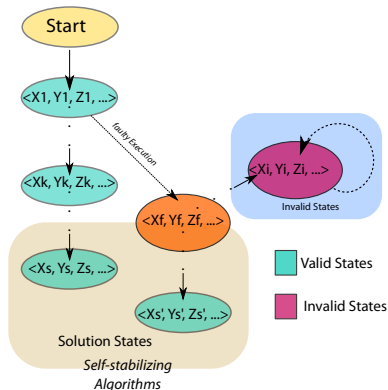 Start
<X1, Y1, Z1, ...>
faulty Execution
<Xk, Yk, Zk, ...>
<Xi, Yi, Zi, ...>
Invalid States
<Xf, Yf, Zf, ...>
<Xs, Ys, Zs, ...>
Valid States
<Xs', Ys', Zs', ...>
Invalid States
Solution States
Self-stabilizing
Algorithms